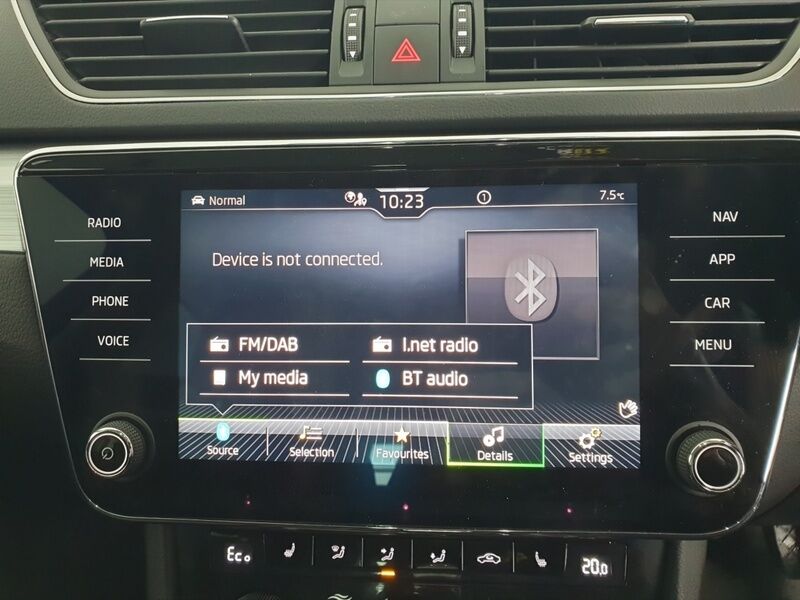 Normal 10:23 1 7.5°C
RADIO
MEDIA
PHONE
VOICE
Device is not connected.
FM/DAB I.net radio
My media BT audio
Source Selection Favourites Details Settings
NAV
APP
CAR
MENU
Eco 20.0